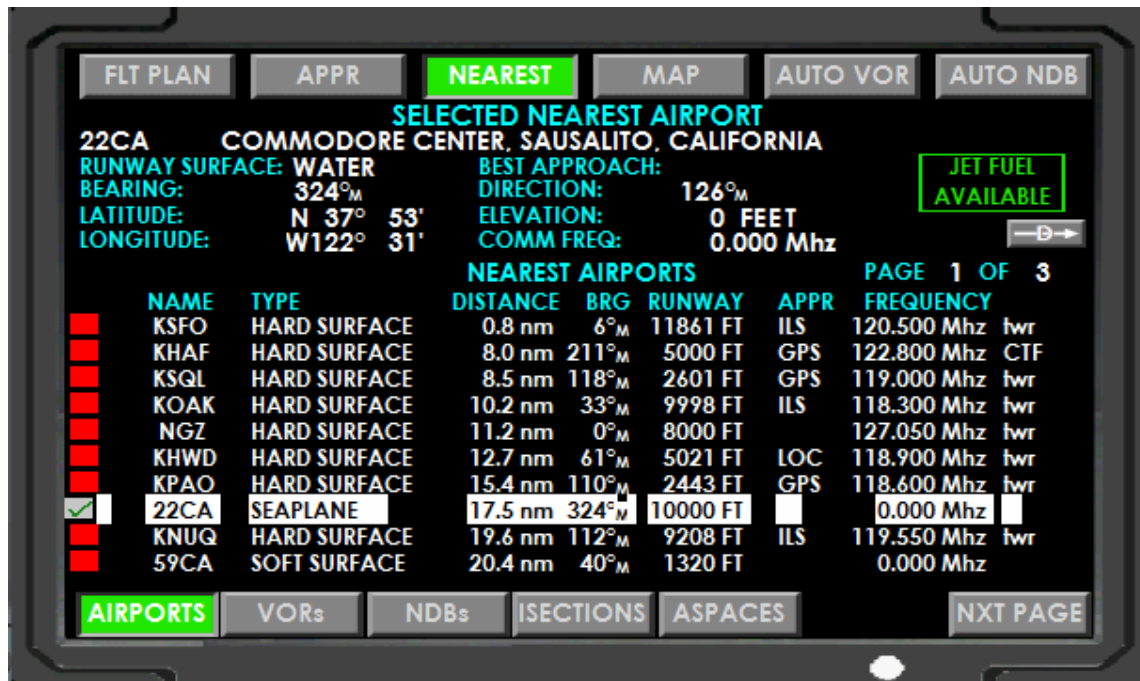 FLT PLAN APPR NEAREST MAP AUTO VOR AUTO NDB
SELECTED NEAREST AIRPORT
22CA COMMODORE CENTER, SAUSALITO, CALIFORNIA
RUNWAY SURFACE: WATER BEST APPROACH: JET FUEL
BEARING: 324°M DIRECTION: 126°M AVAILABLE
LATITUDE: N 37° 53' ELEVATION: 0 FEET
LONGITUDE: W122° 31' COMM FREQ: 0.000 Mhz D
NEAREST AIRPORTS PAGE 1 OF 3
NAME TYPE DISTANCE BRG RUNWAY APPR FREQUENCY
KSFO HARD SURFACE 0.8 nm 6°M 11861 FT ILS 120.500 Mhz twr
KHAF HARD SURFACE 8.0 nm 211°M 5000 FT GPS 122.800 Mhz CTF
KSQL HARD SURFACE 8.5 nm 118°M 2601 FT GPS 119.000 Mhz twr
KOAK HARD SURFACE 10.2 nm 33°M 9998 FT ILS 118.300 Mhz twr
NGZ HARD SURFACE 11.2 nm 0°M 8000 FT 127.050 Mhz twr
KHWD HARD SURFACE 12.7 nm 61°M 5021 FT LOC 118.900 Mhz twr
KPAO HARD SURFACE 15.4 nm 110°M 2443 FT GPS 118.600 Mhz twr
22CA SEAPLANE 17.5 nm 324°M 10000 FT 0.000 Mhz
KNUQ HARD SURFACE 19.6 nm 112°M 9208 FT ILS 119.550 Mhz twr
59CA SOFT SURFACE 20.4 nm 40°M 1320 FT 0.000 Mhz
AIRPORTS VORs NDBs ISECTIONS ASPACES NXT PAGE